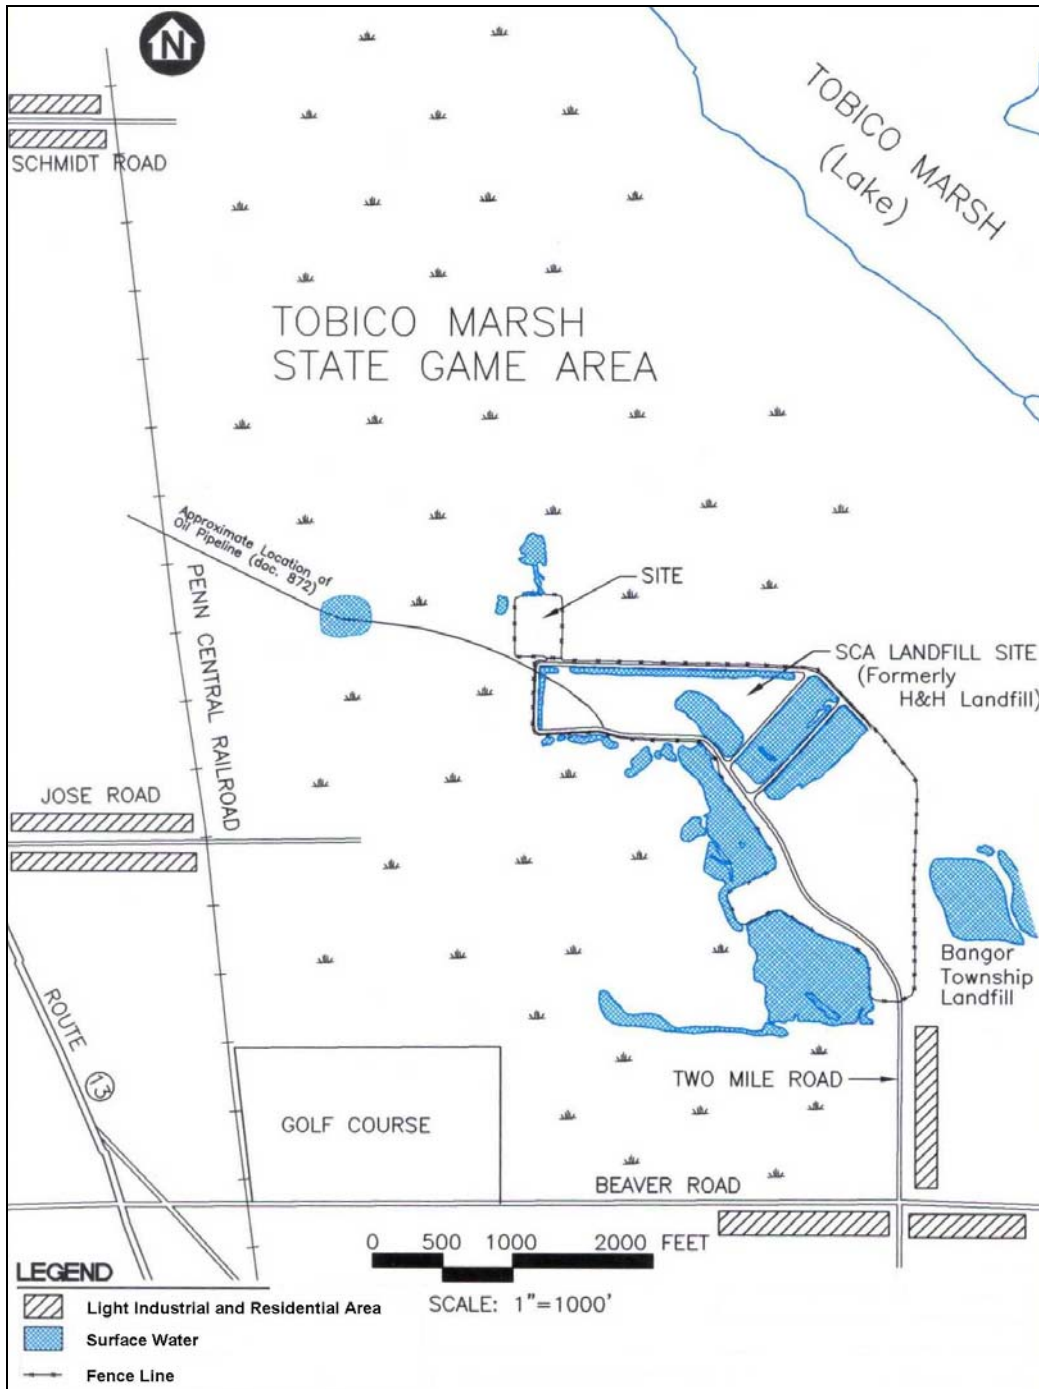 N
TOBICO MARSH
(Lake)
SCHMIDT ROAD
TOBICO MARSH
STATE GAME AREA
Approximate Location of
Oil Pipeline (doc. 872)
SITE
PENN CENTRAL RAILROAD
SCA LANDFILL SITE
(Formerly
H&H Landfill)
JOSE ROAD
Bangor
Township
Landfill
ROUTE
13
TWO MILE ROAD
GOLF COURSE
BEAVER ROAD
0 500 1000 2000 FEET
SCALE: 1"=1000'
LEGEND
Light Industrial and Residential Area
Surface Water
Fence Line